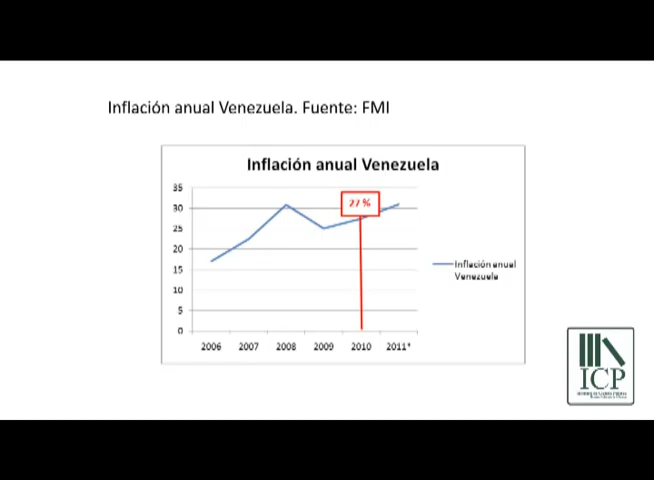 Inflación anual Venezuela. Fuente: FMI
Inflación anual Venezuela
35
30
25
20
15
10
5
0
27 %
2006 2007 2008 2009 2010 2011*
Inflación anual
Venezuela
ICP